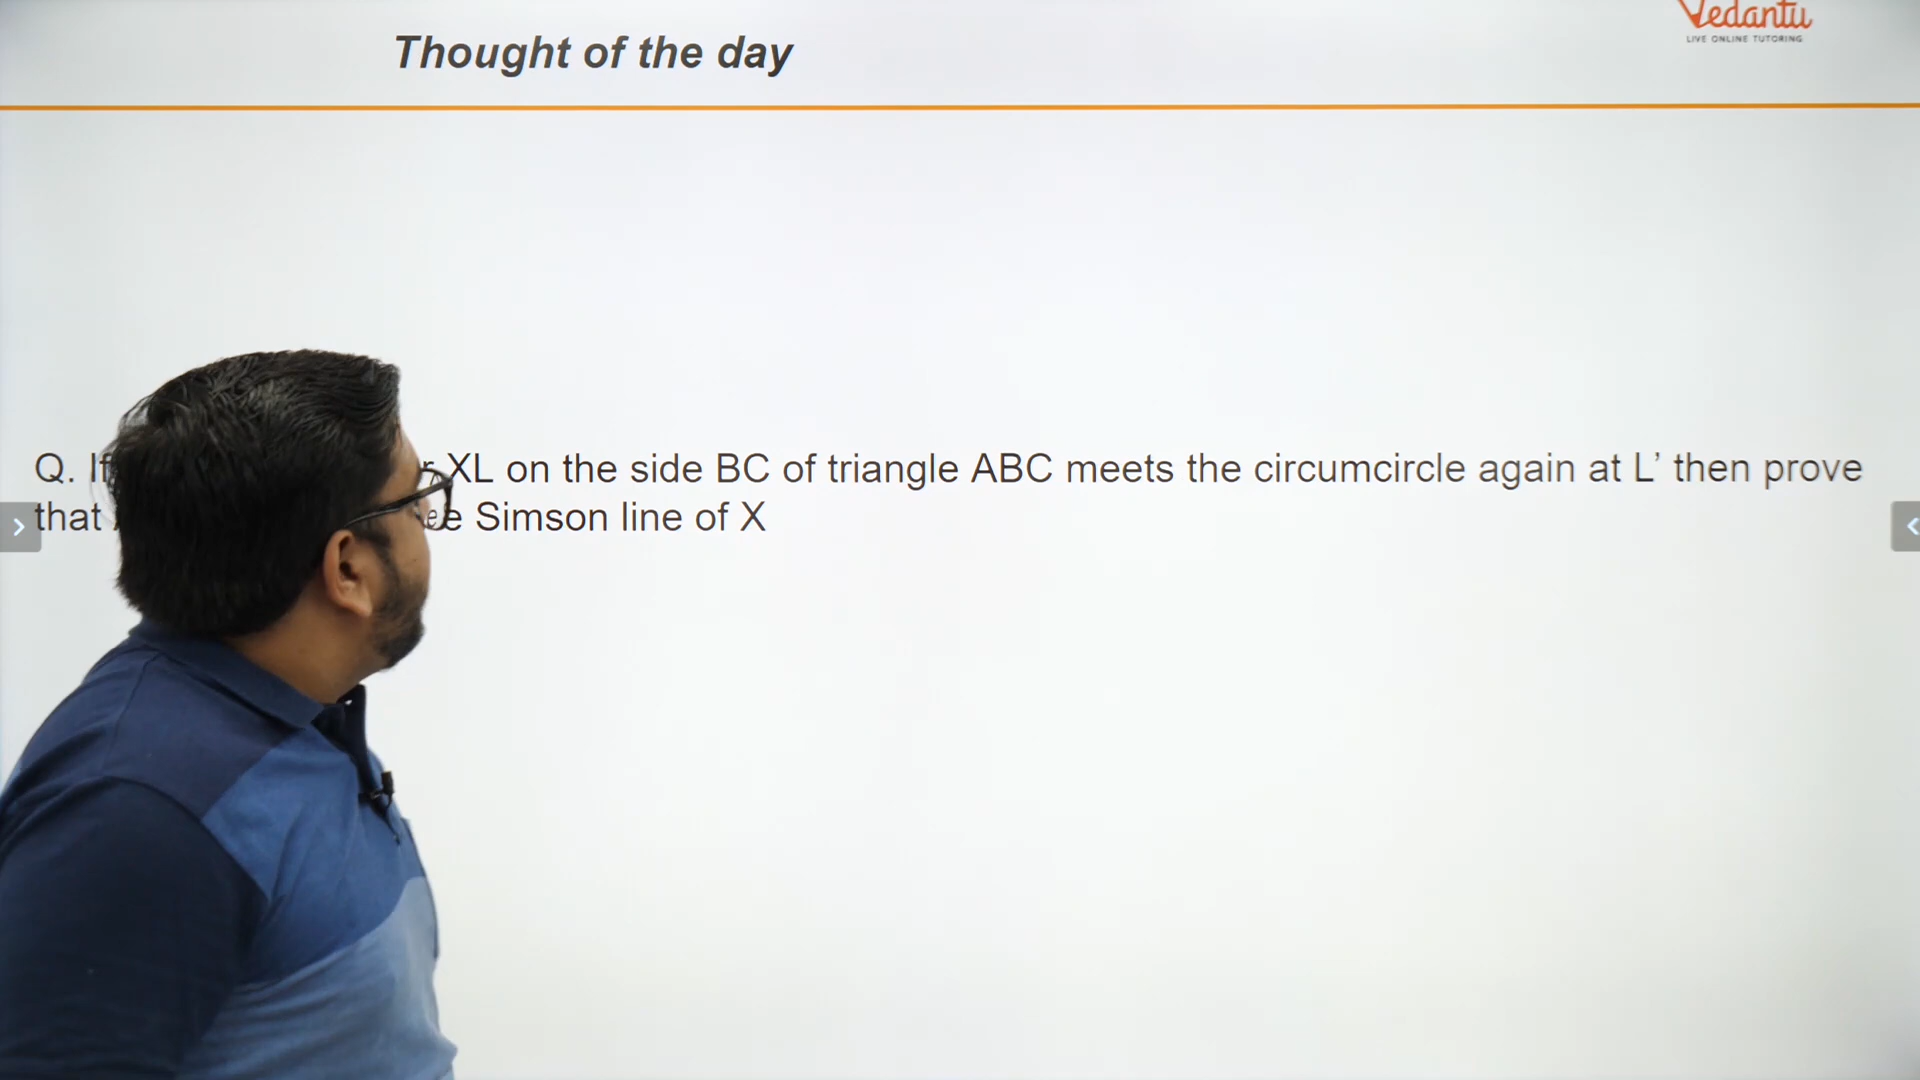 Vedantu
LIVE ONLINE TUTORING
Thought of the day
Q. If XL on the side BC of triangle ABC meets the circumcircle again at L’ then prove
that Simson line of X